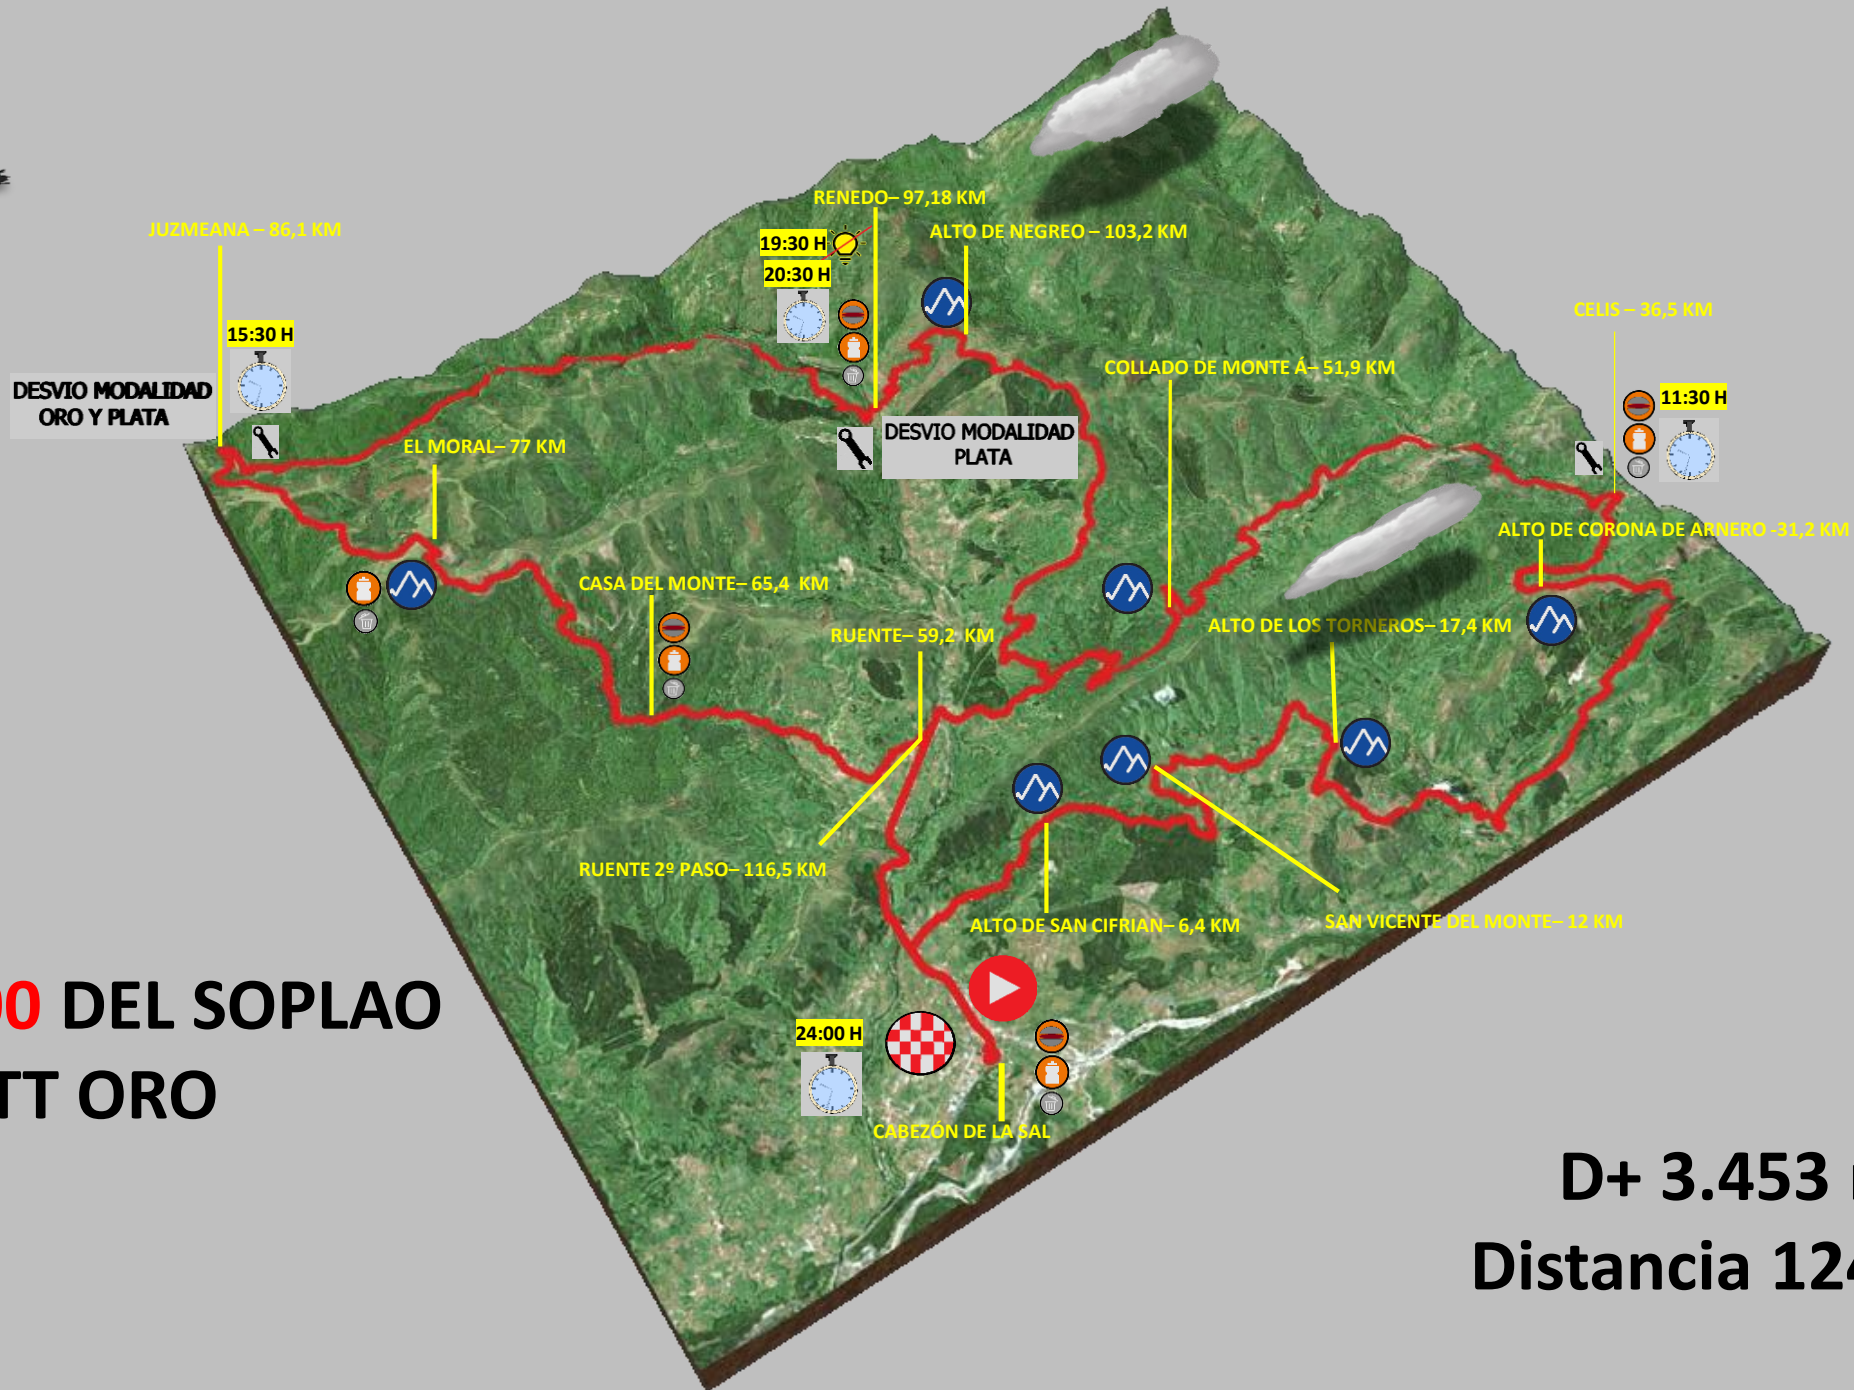 RENEDO– 97,18 KM
JUZMEANA – 86,1 KM
ALTO DE NEGREO – 103,2 KM
19:30 H
20:30 H
CELIS – 36,5 KM
15:30 H
COLLADO DE MONTE Á– 51,9 KM
DESVIO MODALIDAD
ORO Y PLATA
11:30 H
EL MORAL– 77 KM
DESVIO MODALIDAD
PLATA
ALTO DE CORONA DE ARNERO -31,2 KM
CASA DEL MONTE– 65,4 KM
RUENTE– 59,2 KM
ALTO DE LOS TORNEROS– 17,4 KM
RUENTE 2º PASO– 116,5 KM
ALTO DE SAN CIFRIAN– 6,4 KM
SAN VICENTE DEL MONTE– 12 KM
00 DEL SOPLAO
TT ORO
24:00 H
CABEZÓN DE LA SAL
D+ 3.453
Distancia 124